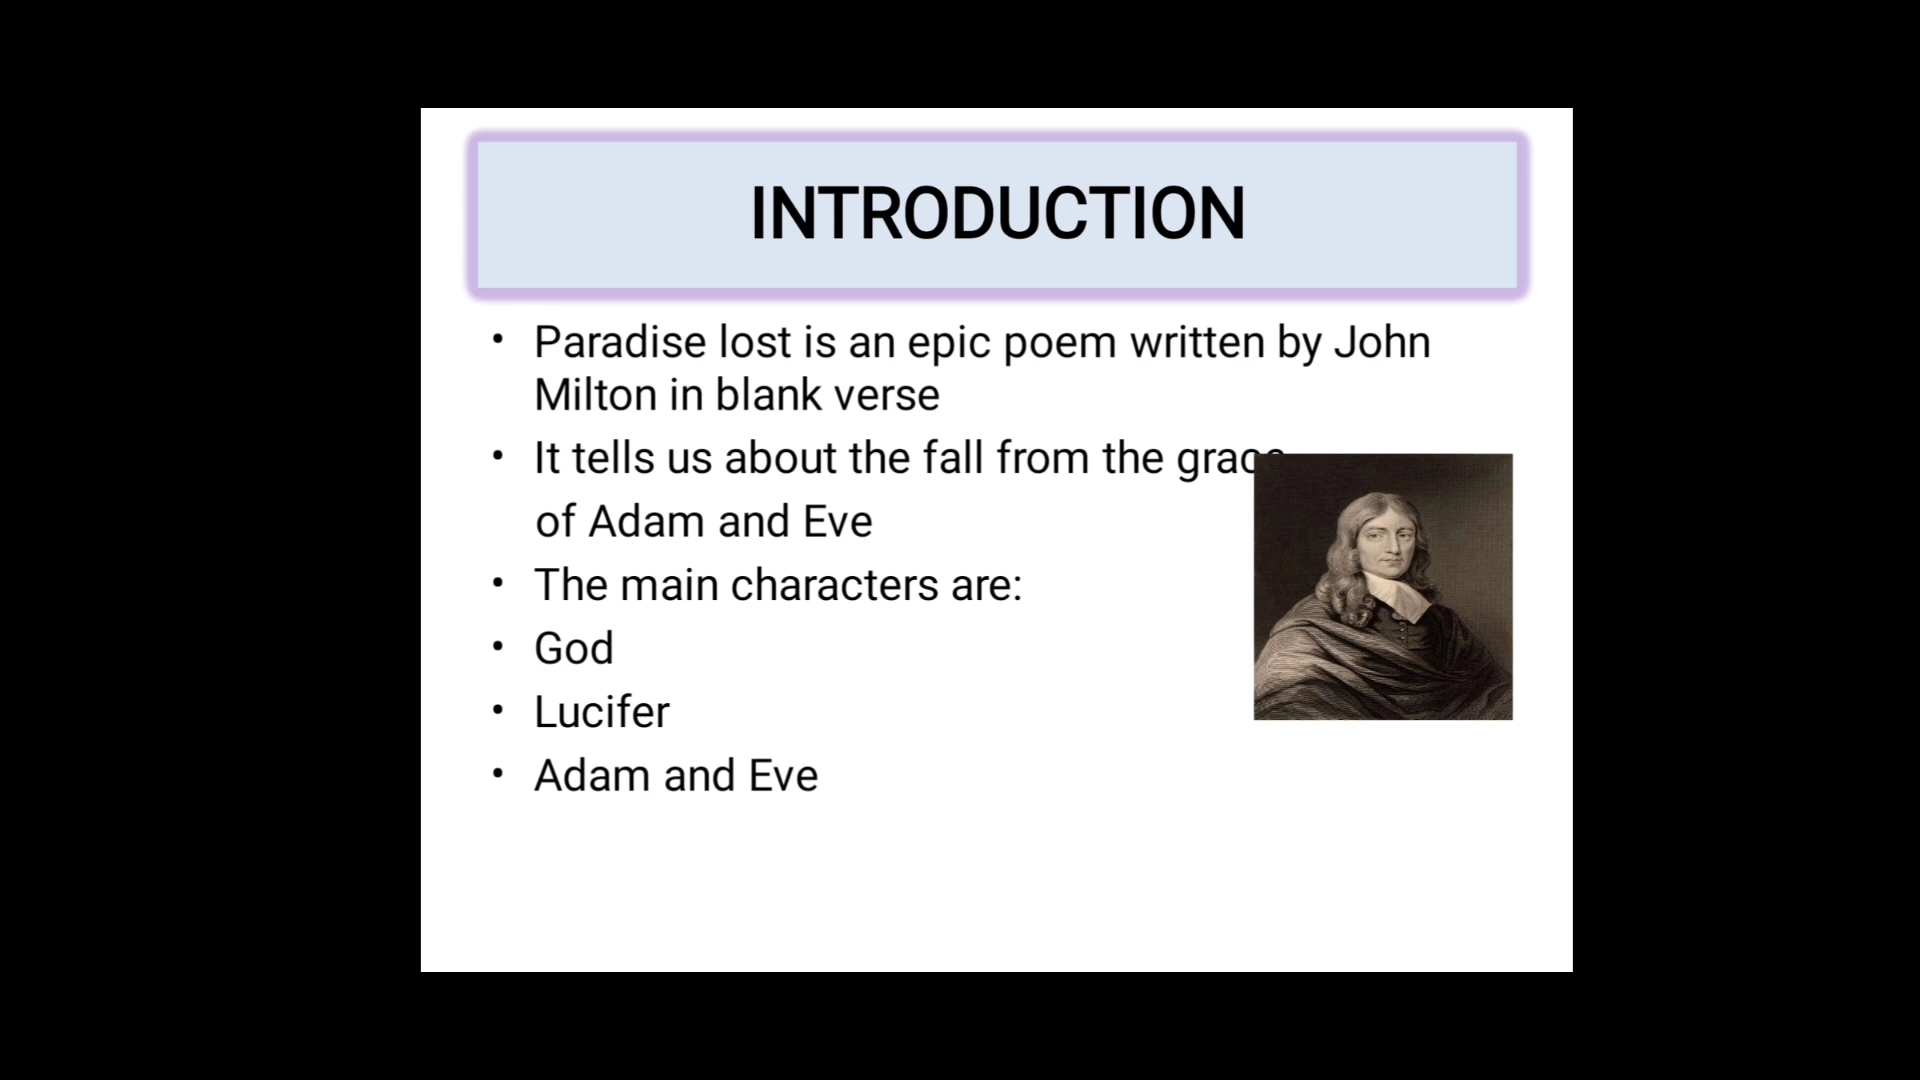 INTRODUCTION
• Paradise lost is an epic poem written by John
Milton in blank verse
• It tells us about the fall from the grace
of Adam and Eve
• The main characters are:
• God
• Lucifer
• Adam and Eve